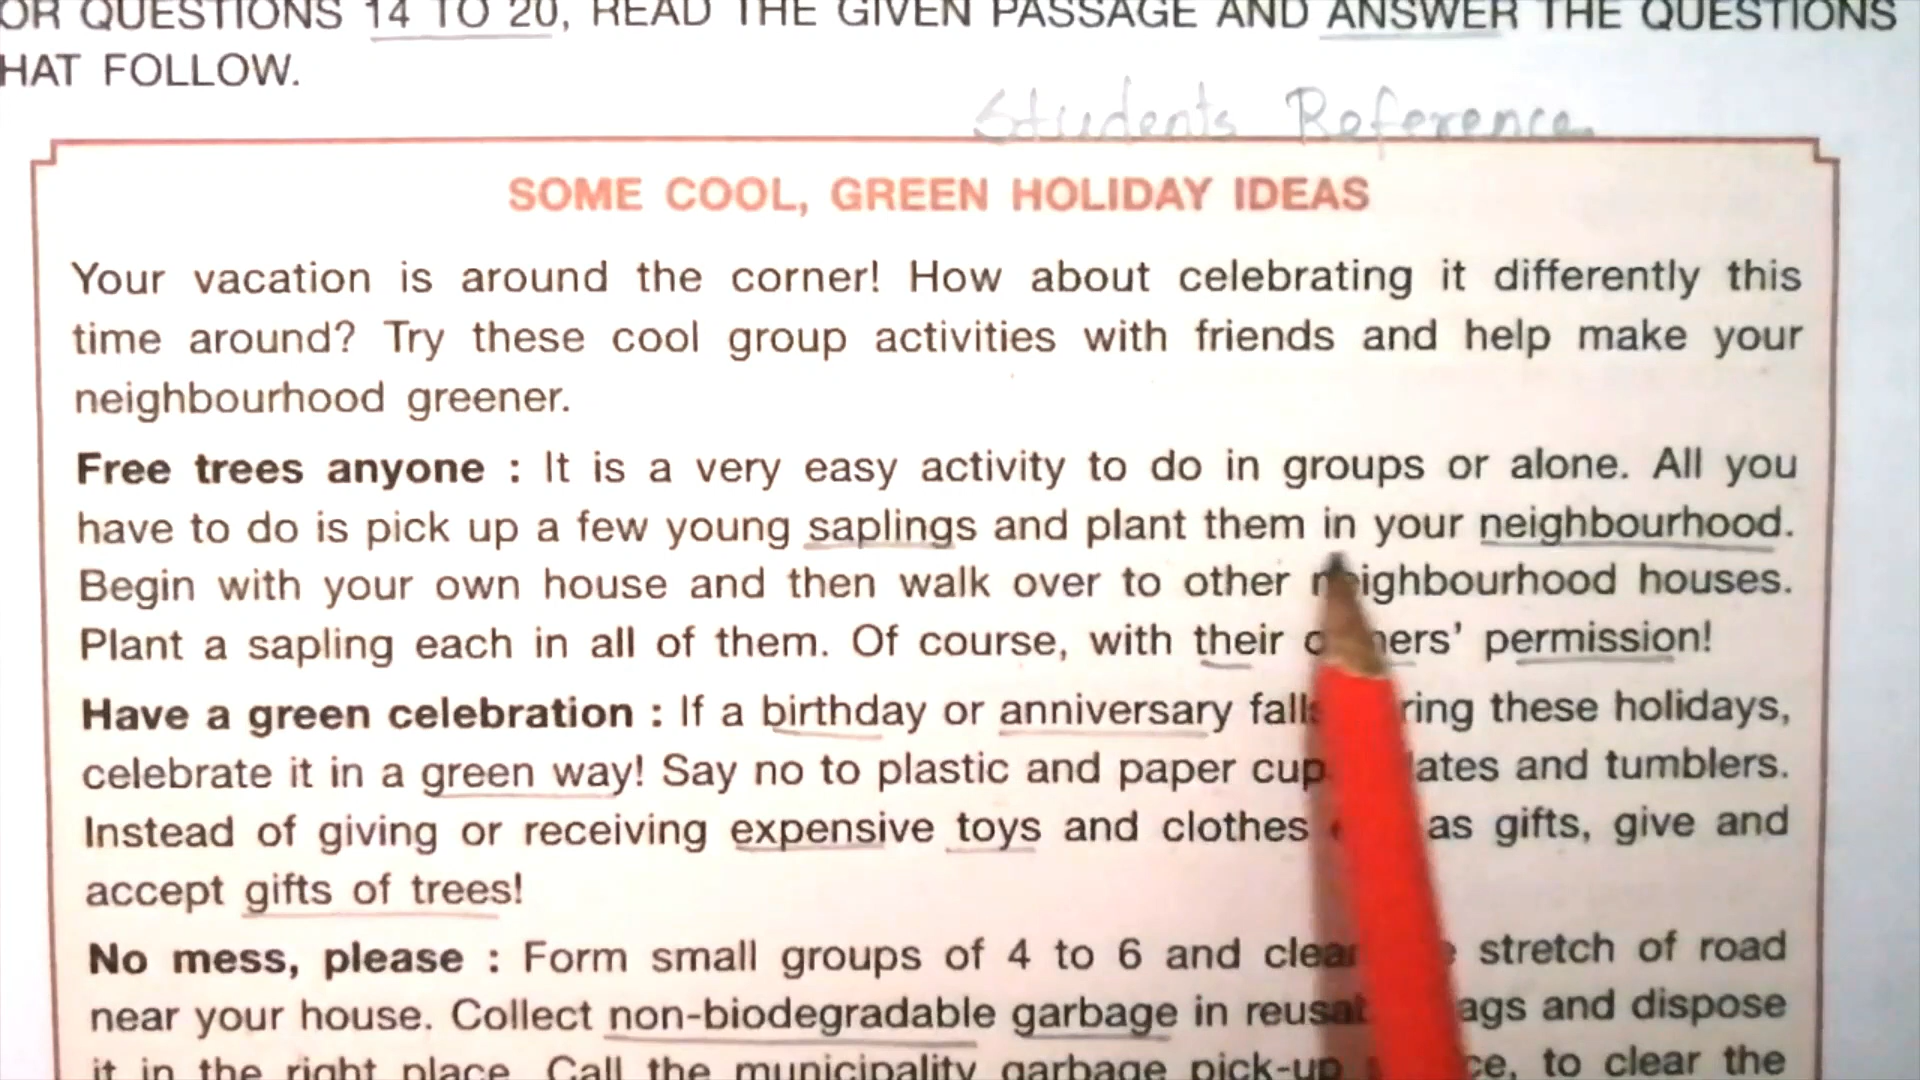 OR QUESTIONS 14 TO 20, READ THE GIVEN PASSAGE AND ANSWER THE QUESTIONS
HAT FOLLOW.
Students Reference
SOME COOL, GREEN HOLIDAY IDEAS
Your vacation is around the corner! How about celebrating it differently this
time around? Try these cool group activities with friends and help make your
neighbourhood greener.
Free trees anyone : It is a very easy activity to do in groups or alone. All you
have to do is pick up a few young saplings and plant them in your neighbourhood.
Begin with your own house and then walk over to other neighbourhood houses.
Plant a sapling each in all of them. Of course, with their owners’ permission!
Have a green celebration : If a birthday or anniversary falls during these holidays,
celebrate it in a green way! Say no to plastic and paper cups, plates and tumblers.
Instead of giving or receiving expensive toys and clothes as gifts, give and
accept gifts of trees!
No mess, please : Form small groups of 4 to 6 and clear stretch of road
near your house. Collect non-biodegradable garbage in reusable bags and dispose
it in the right place. Call the municipality garbage pick-up to clear the